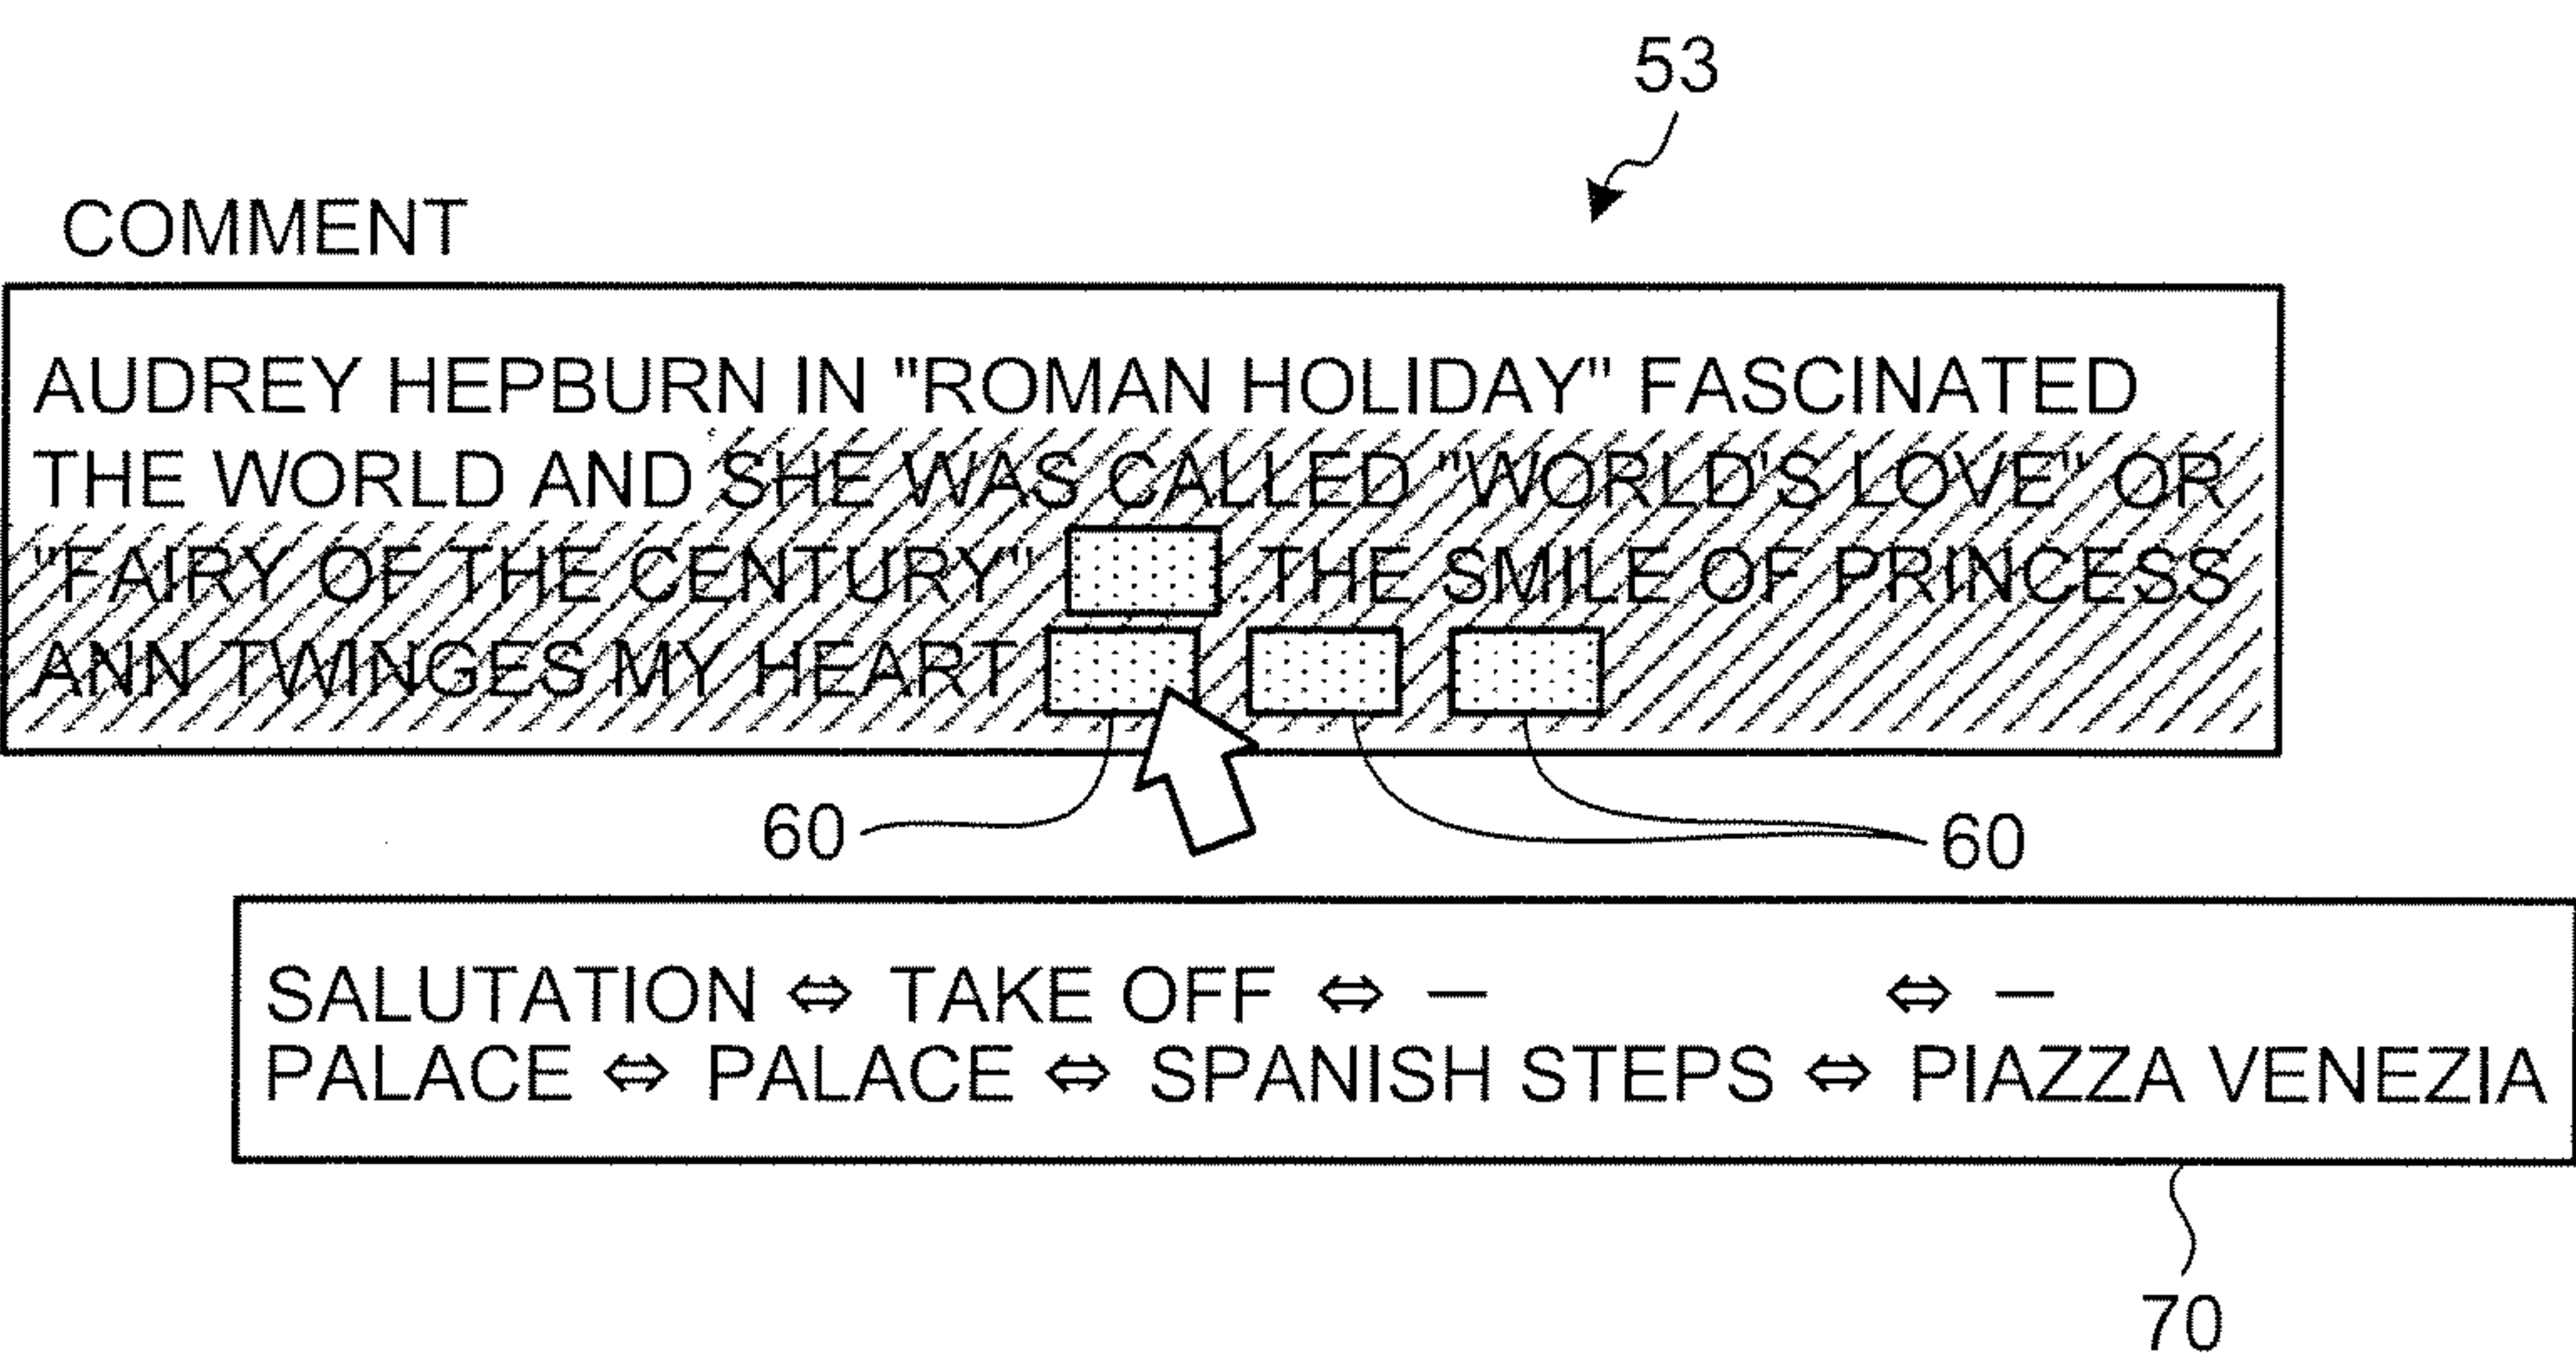 53
COMMENT
AUDREY HEPBURN IN "ROMAN HOLIDAY" FASCINATED
THE WORLD AND SHE WAS CALLED "WORLD'S LOVE" OR
"FAIRY OF THE CENTURY" . THE SMILE OF PRINCESS
ANN TWINGES MY HEART .
60 60
SALUTATION ⇔ TAKE OFF ⇔ — ⇔ —
PALACE ⇔ PALACE ⇔ SPANISH STEPS ⇔ PIAZZA VENEZIA
70